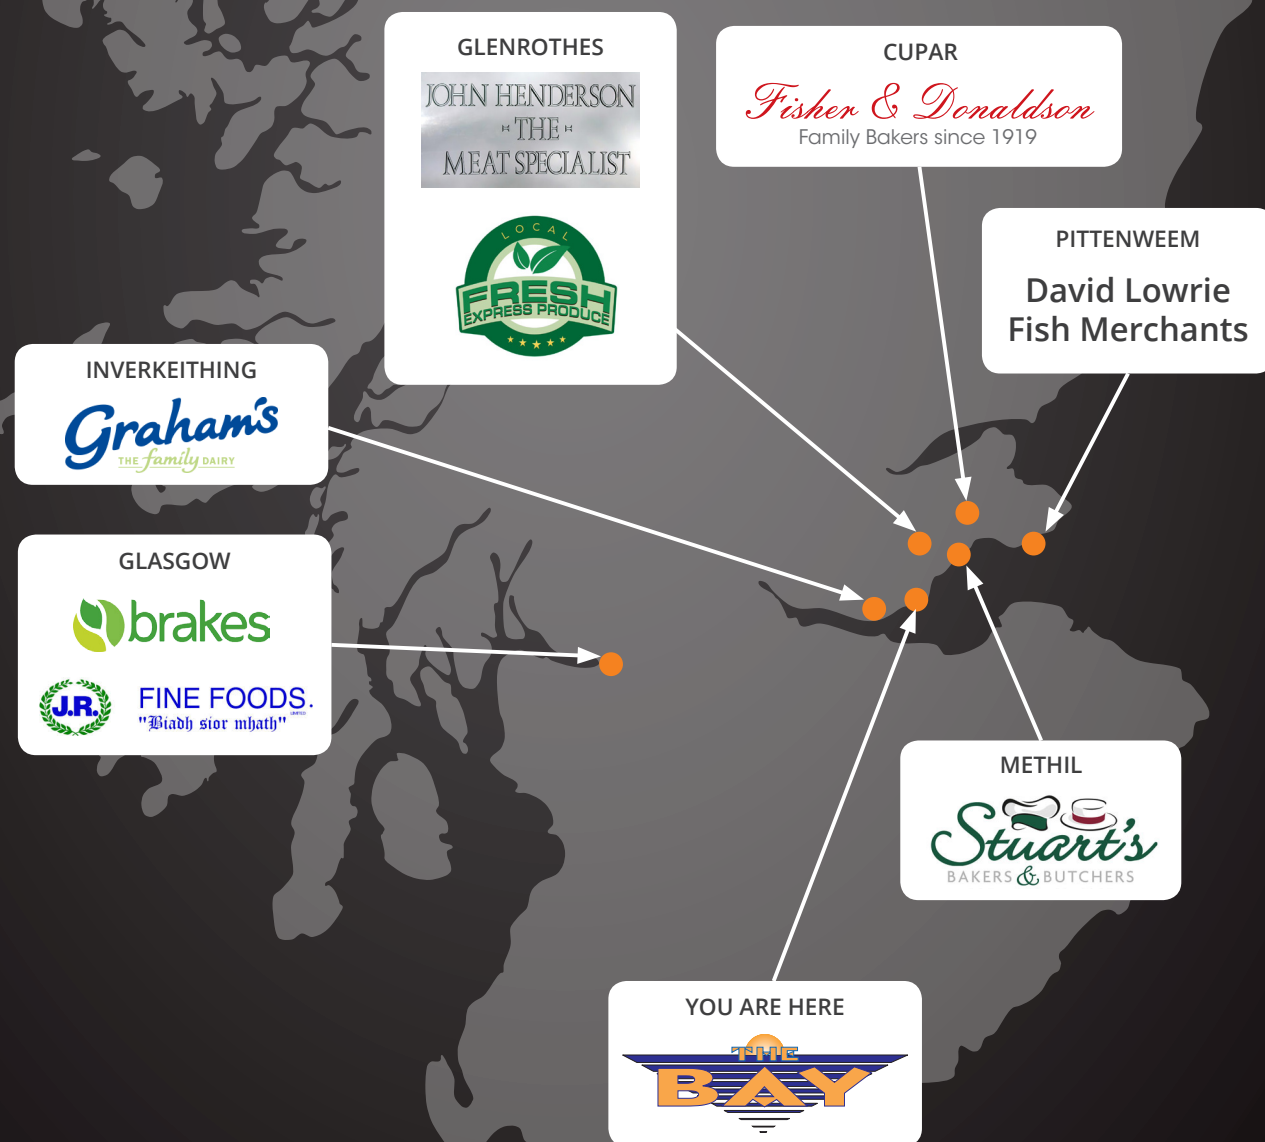 GLENROTHES
JOHN HENDERSON
THE
MEAT SPECIALIST
LOCAL
FRESH
EXPRESS PRODUCE
CUPAR
Fisher & Donaldson
Family Bakers since 1919
PITTENWEEM
David Lowrie
Fish Merchants
INVERKEITHING
Graham's
THE family DAIRY
GLASGOW
brakes
J.R.
FINE FOODS.
LIMITED
"Biadh sior mhath"
METHIL
Stuart's
BAKERS & BUTCHERS
YOU ARE HERE
THE
BAY